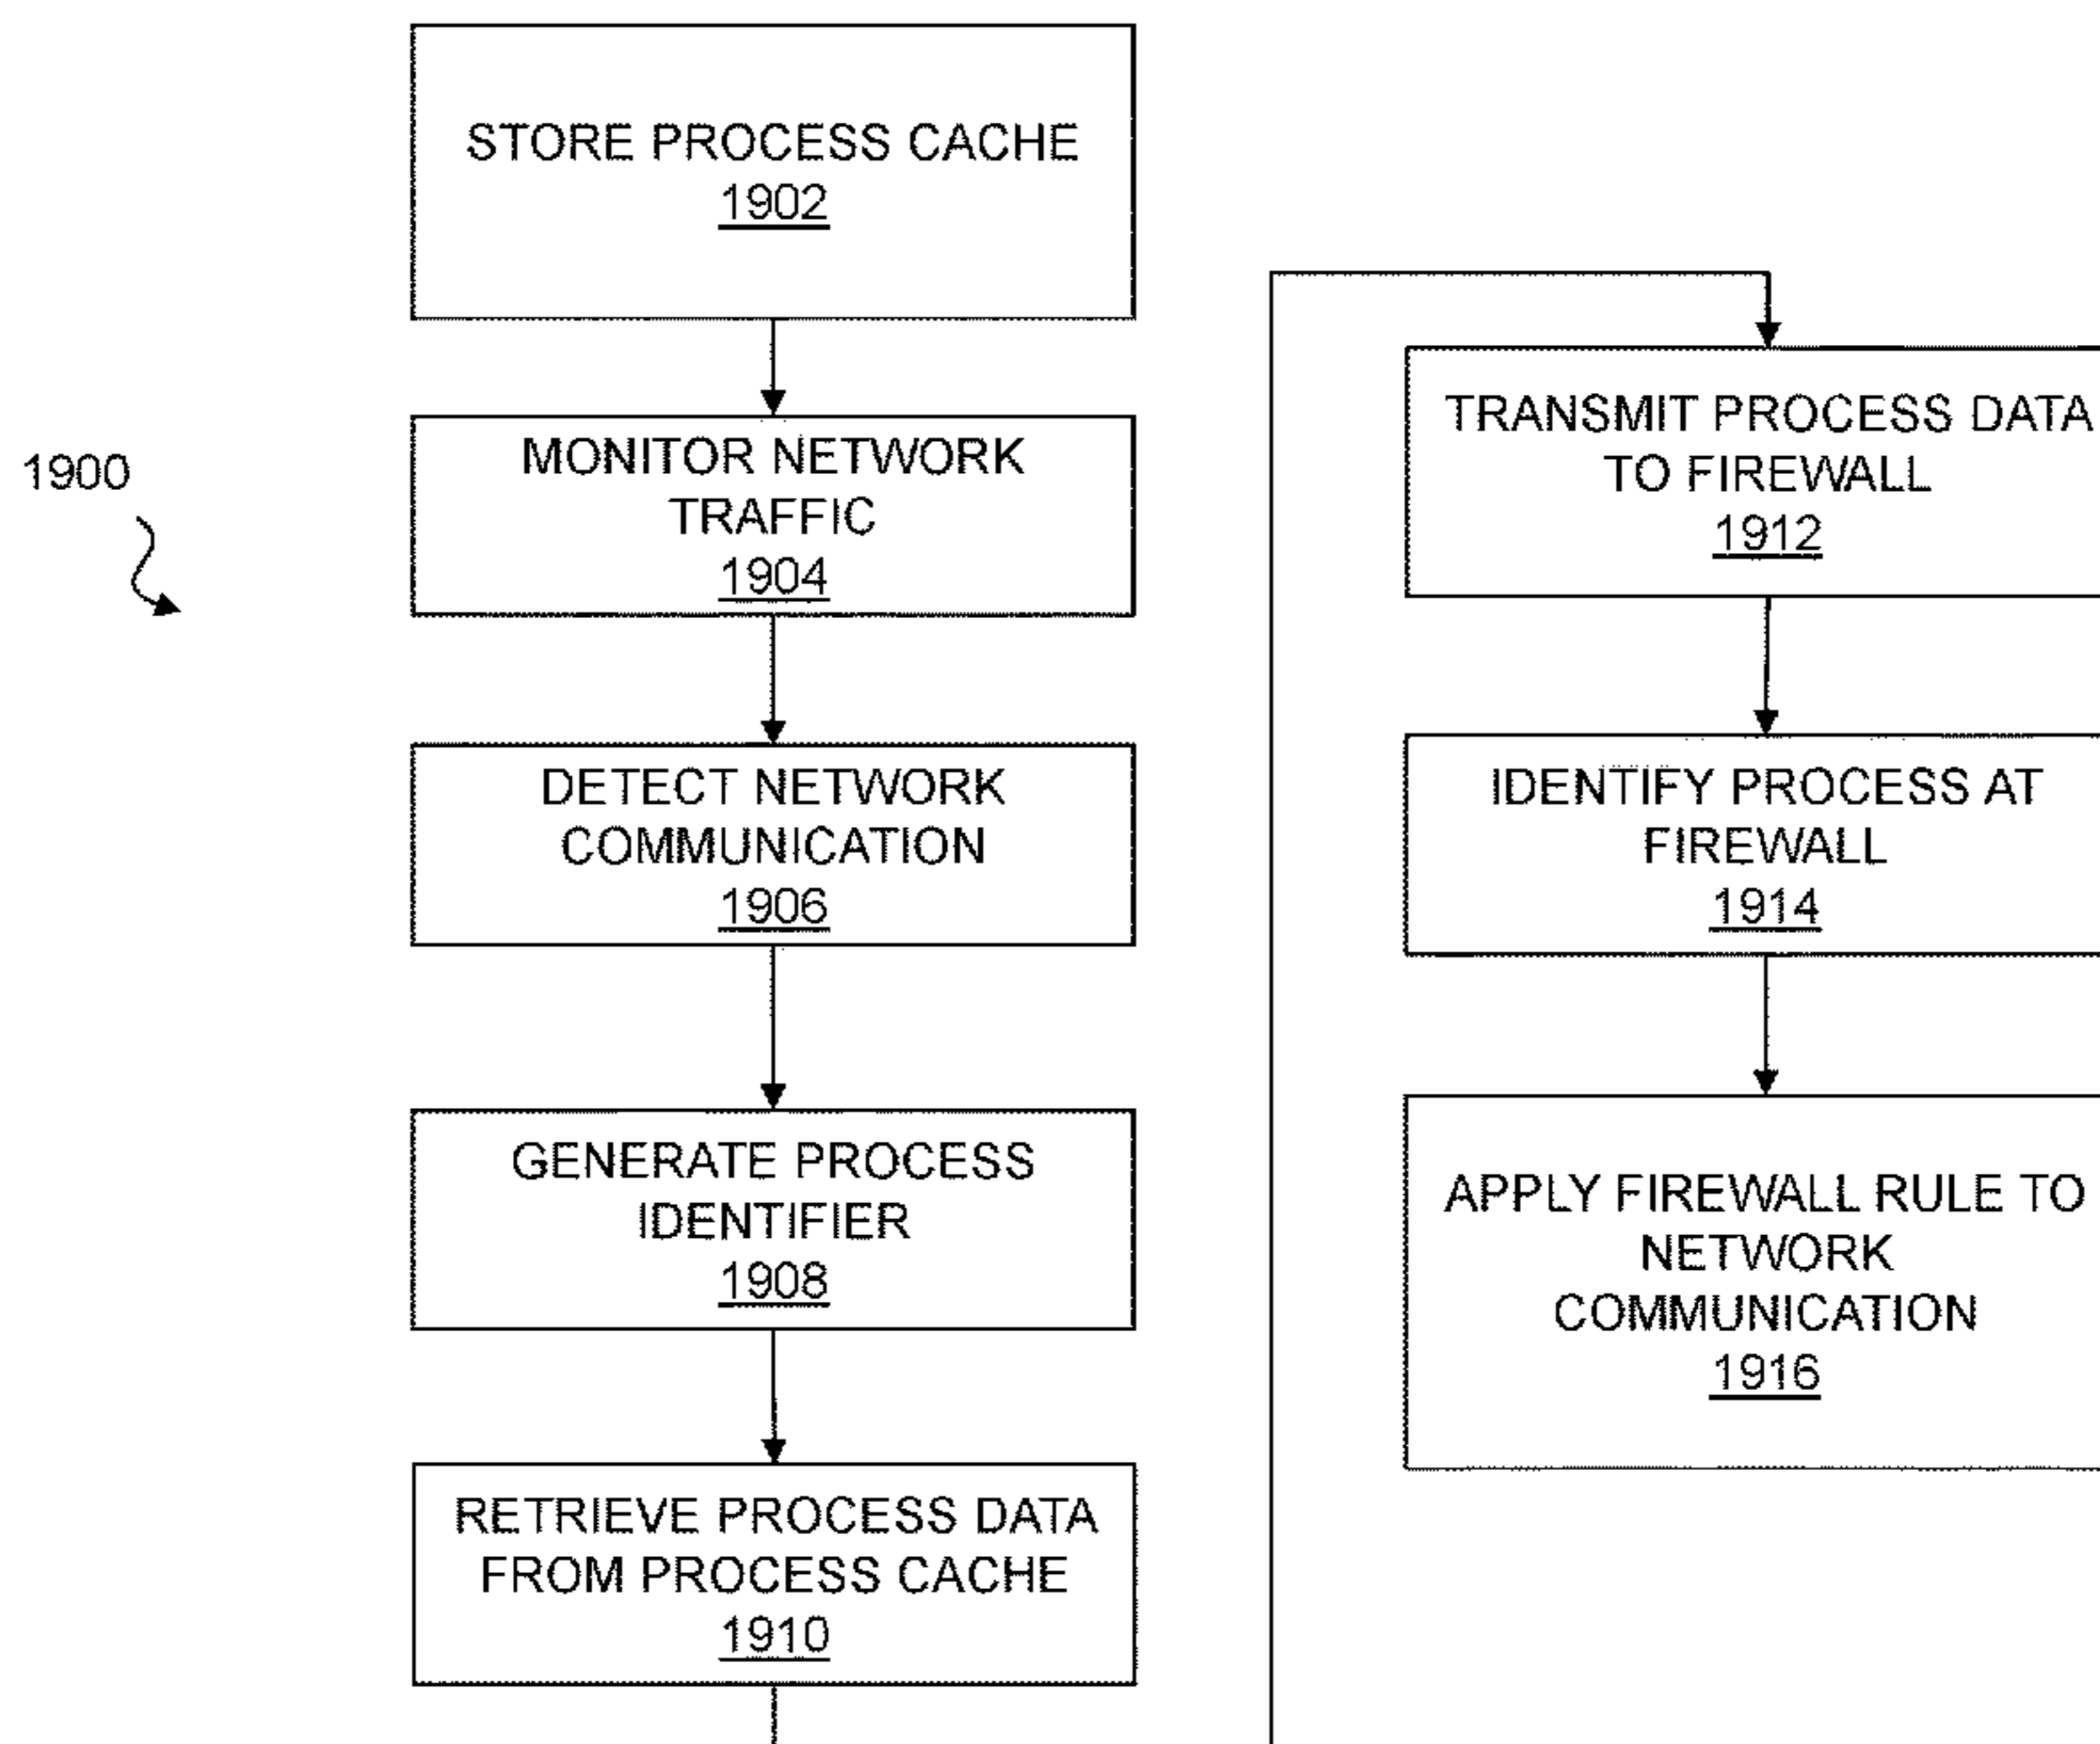 1900
STORE PROCESS CACHE
1902
MONITOR NETWORK
TRAFFIC
1904
DETECT NETWORK
COMMUNICATION
1906
GENERATE PROCESS
IDENTIFIER
1908
RETRIEVE PROCESS DATA
FROM PROCESS CACHE
1910
TRANSMIT PROCESS DATA
TO FIREWALL
1912
IDENTIFY PROCESS AT
FIREWALL
1914
APPLY FIREWALL RULE TO
NETWORK
COMMUNICATION
1916